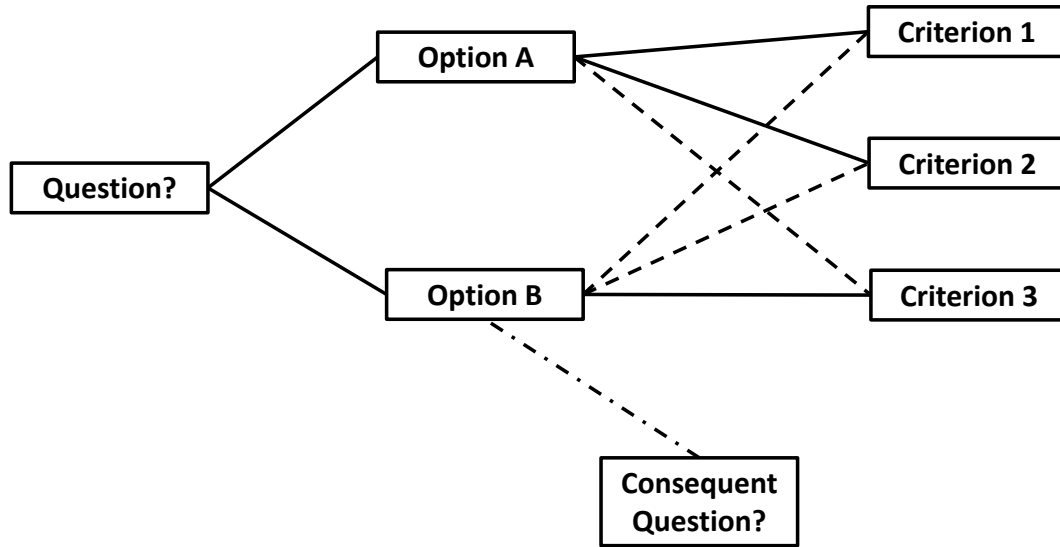 Option A
Criterion 1
Question?
Criterion 2
Option B
Criterion 3
Consequent
Question?